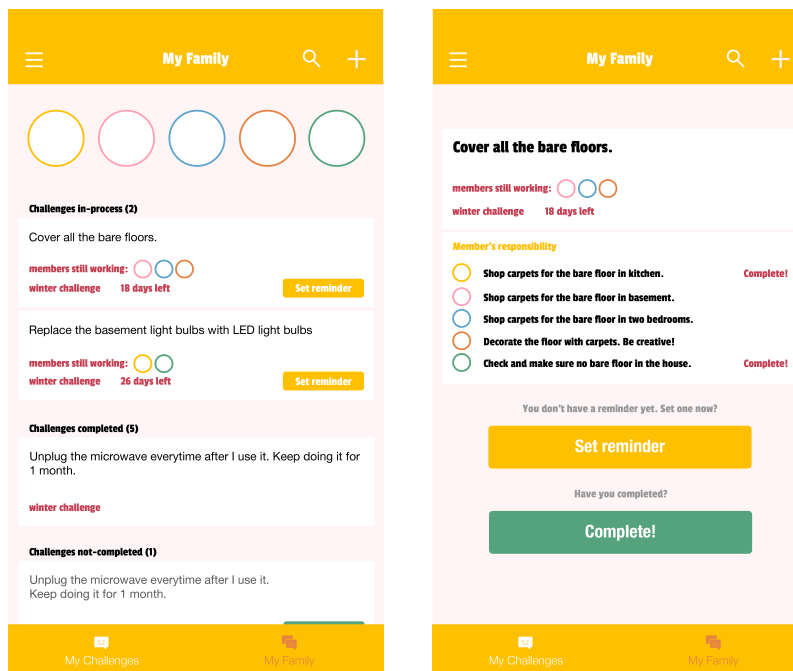 My Family
Challenges in-process (2)
Cover all the bare floors.
members still working:
winter challenge 18 days left
Set reminder
Replace the basement light bulbs with LED light bulbs
members still working:
winter challenge 26 days left
Set reminder
Challenges completed (5)
Unplug the microwave everytime after I use it. Keep doing it for
1 month.
winter challenge
Challenges not-completed (1)
Unplug the microwave everytime after I use it.
Keep doing it for 1 month.
My Challenges
My Family
My Family
Cover all the bare floors.
members still working:
winter challenge 18 days left
Member's responsibility
Shop carpets for the bare floor in kitchen. Complete!
Shop carpets for the bare floor in basement.
Shop carpets for the bare floor in two bedrooms.
Decorate the floor with carpets. Be creative!
Check and make sure no bare floor in the house. Complete!
You don't have a reminder yet. Set one now?
Set reminder
Have you completed?
Complete!
My Challenges
My Family